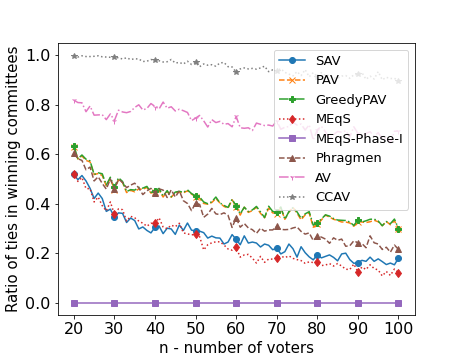 Ratio of ties in winning committees
1.0
0.8
0.6
0.4
0.2
0.0
SAV
PAV
GreedyPAV
MEqS
MEqS-Phase-I
Phragmen
AV
CCAV
20 30 40 50 60 70 80 90 100
n - number of voters